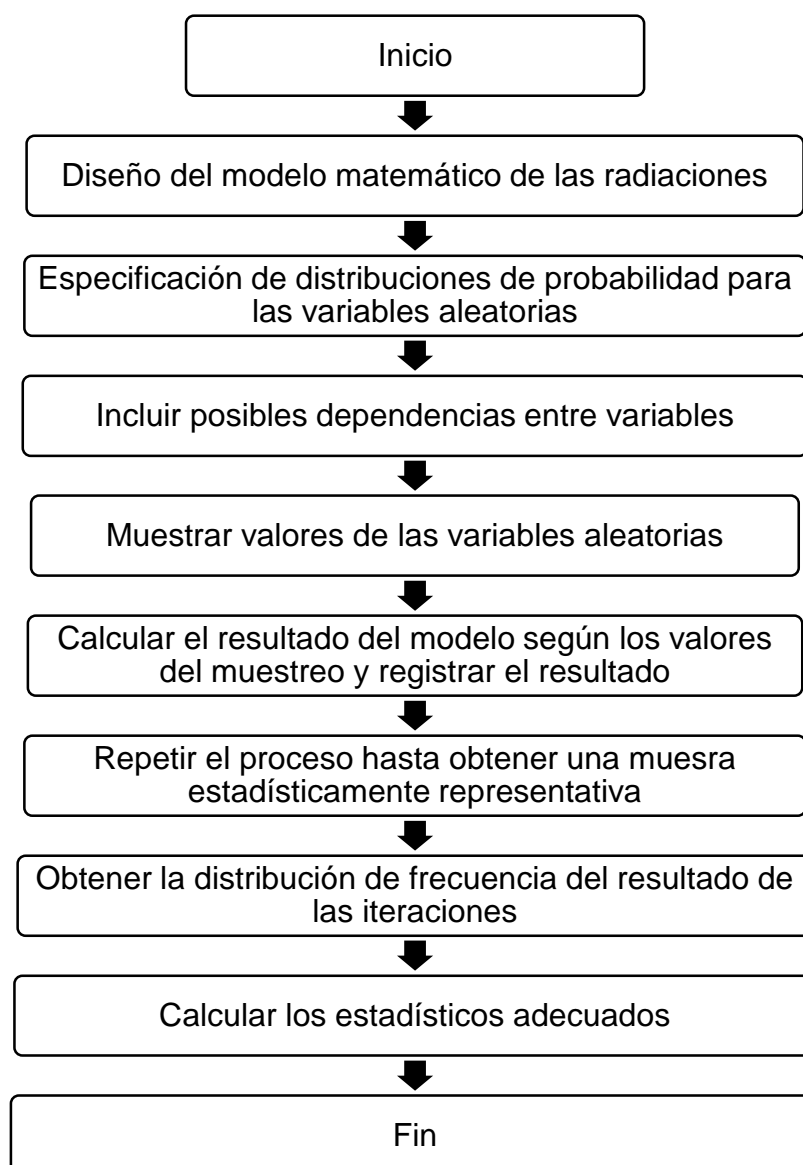 Inicio
Diseño del modelo matemático de las radiaciones
Especificación de distribuciones de probabilidad para
las variables aleatorias
Incluir posibles dependencias entre variables
Muestrar valores de las variables aleatorias
Calcular el resultado del modelo según los valores
del muestreo y registrar el resultado
Repetir el proceso hasta obtener una muesra
estadísticamente representativa
Obtener la distribución de frecuencia del resultado de
las iteraciones
Calcular los estadísticos adecuados
Fin